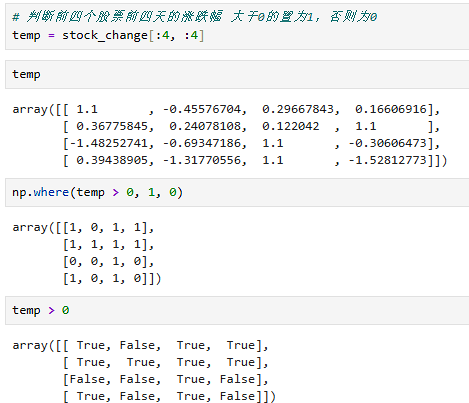 # 判断前四个股票前四天的涨跌幅 大于0的置为1，否则为0
temp = stock_change[:4, :4]
temp
array([[ 1.1       , -0.45576704,  0.29667843,  0.16606916],
       [ 0.36775845,  0.24078108,  0.122042  ,  1.1       ],
       [-1.48252741, -0.69347186,  1.1       , -0.30606473],
       [ 0.39438905, -1.31770556,  1.1       , -1.52812773]])
np.where(temp > 0, 1, 0)
array([[1, 0, 1, 1],
       [1, 1, 1, 1],
       [0, 0, 1, 0],
       [1, 0, 1, 0]])
temp > 0
array([[ True, False,  True,  True],
       [ True,  True,  True,  True],
       [False, False,  True, False],
       [ True, False,  True, False]])